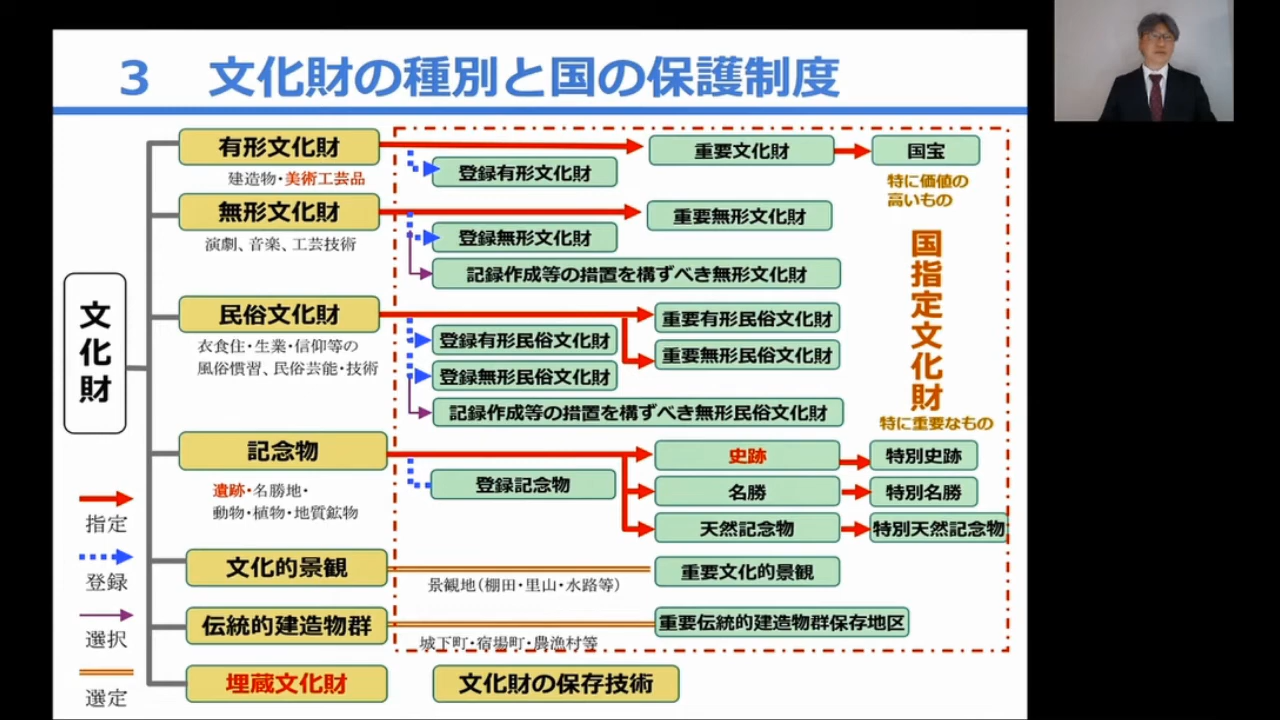 3 文化財の種別と国の保護制度
文化財
有形文化財
建造物・美術工芸品
登録有形文化財
重要文化財
国宝
特に価値の
高いもの
無形文化財
演劇、音楽、工芸技術
登録無形文化財
重要無形文化財
記録作成等の措置を構ずべき無形文化財
国指定文化財
特に重要なもの
民俗文化財
衣食住・生業・信仰等の
風俗慣習、民俗芸能・技術
登録有形民俗文化財
登録無形民俗文化財
重要有形民俗文化財
重要無形民俗文化財
記録作成等の措置を構ずべき無形民俗文化財
記念物
遺跡・名勝地・
動物・植物・地質鉱物
登録記念物
史跡
特別史跡
名勝
特別名勝
天然記念物
特別天然記念物
文化的景観
景観地(棚田・里山・水路等)
重要文化的景観
伝統的建造物群
城下町・宿場町・農漁村等
重要伝統的建造物群保存地区
埋蔵文化財
文化財の保存技術
指定
登録
選択
選定